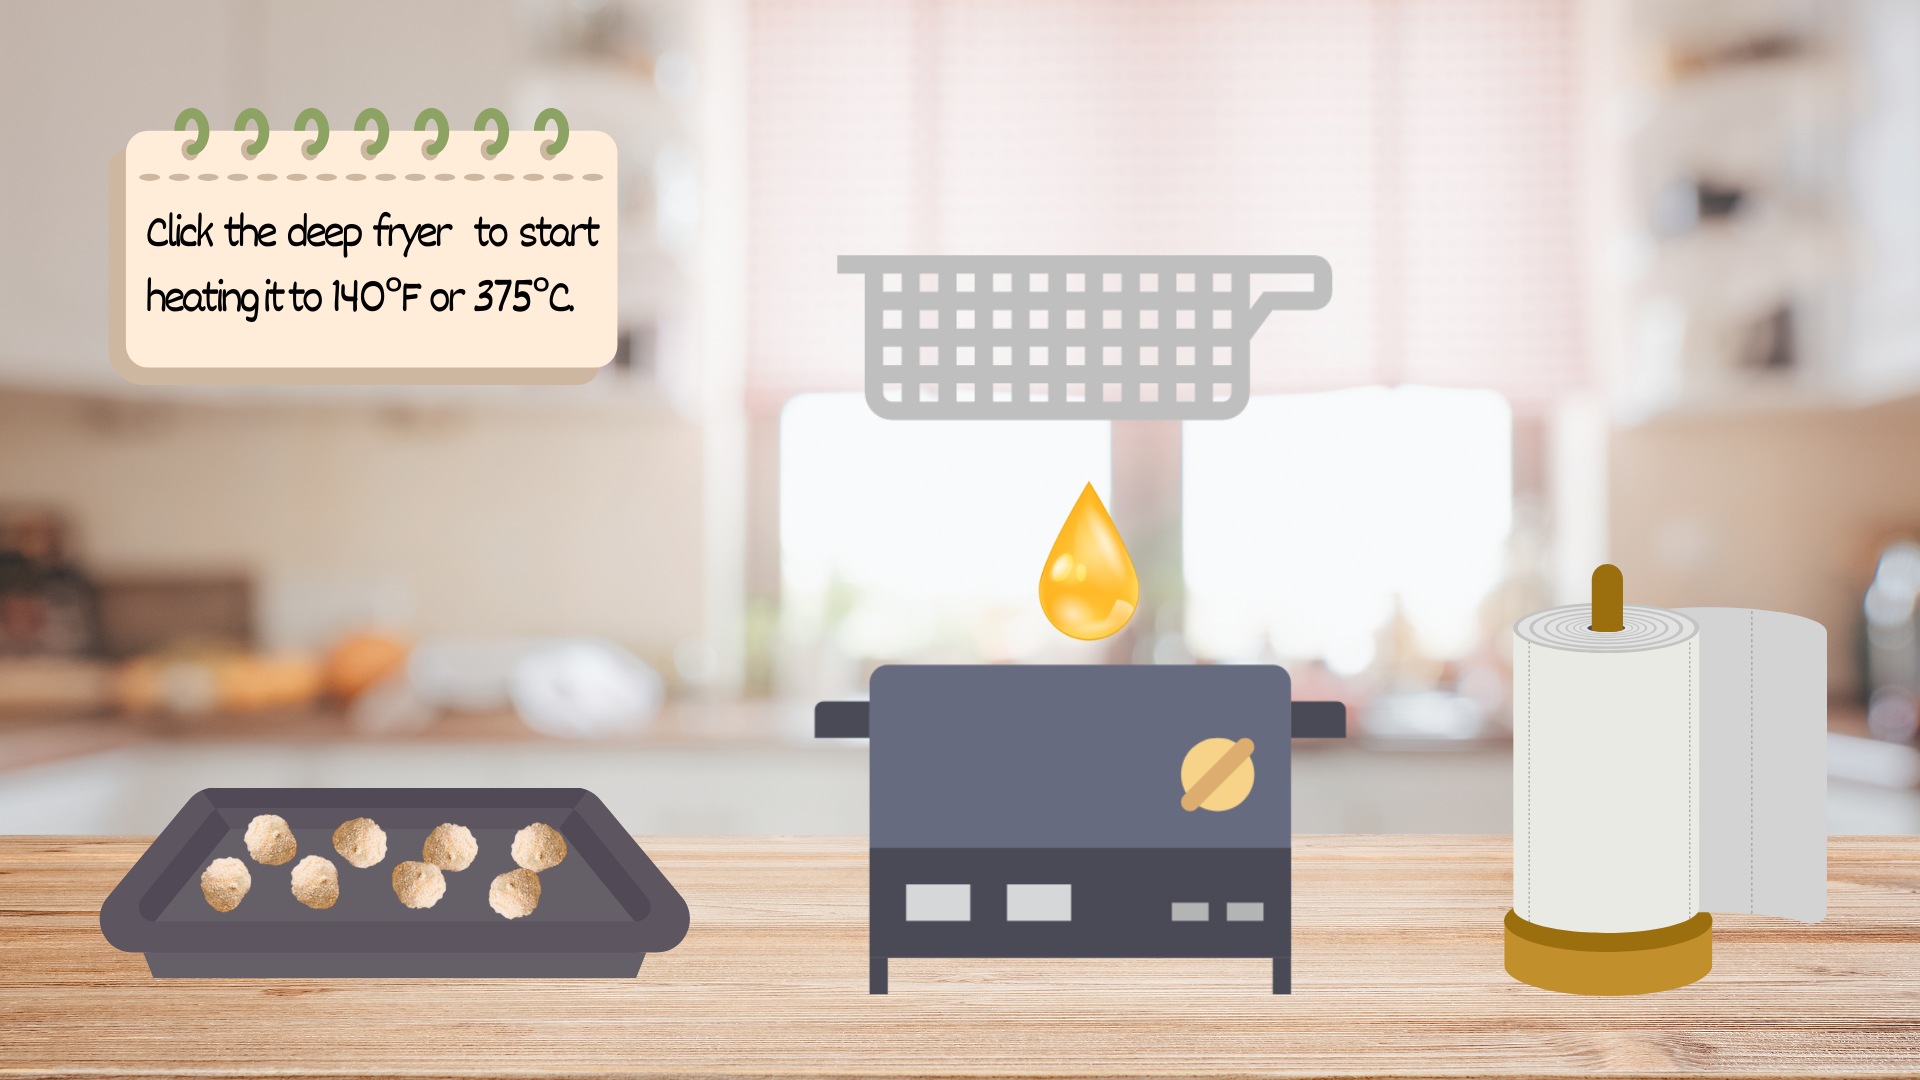 Click the deep fryer to start
heating it to 140°F or 375°C.